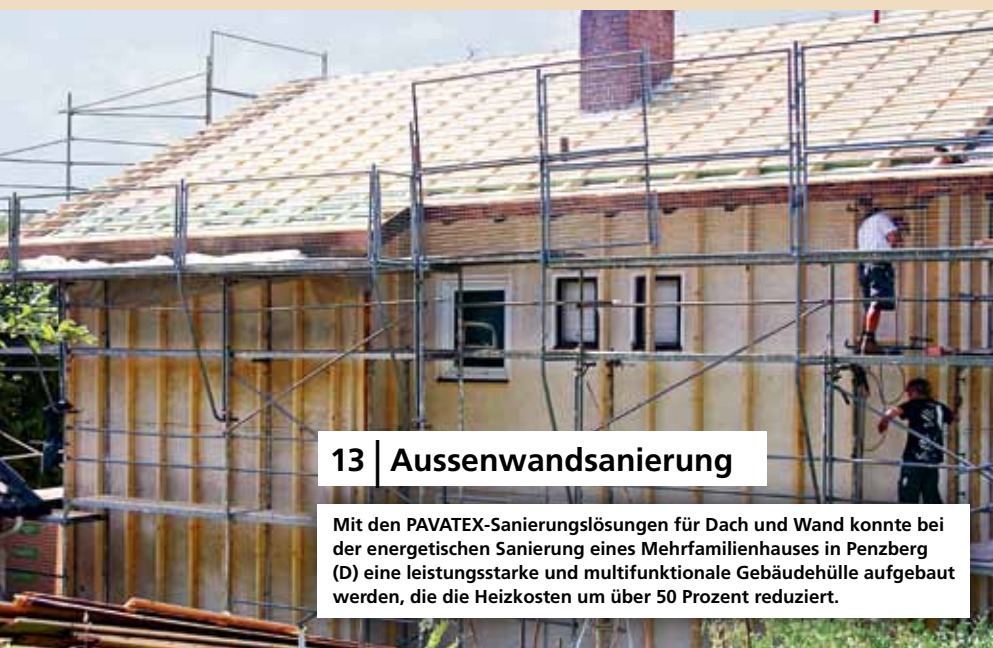 13 | Aussenwandsanierung
Mit den PAVATEX-Sanierungslösungen für Dach und Wand konnte bei
der energetischen Sanierung eines Mehrfamilienhauses in Penzberg
(D) eine leistungsstarke und multifunktionale Gebäudehülle aufgebaut
werden, die die Heizkosten um über 50 Prozent reduziert.